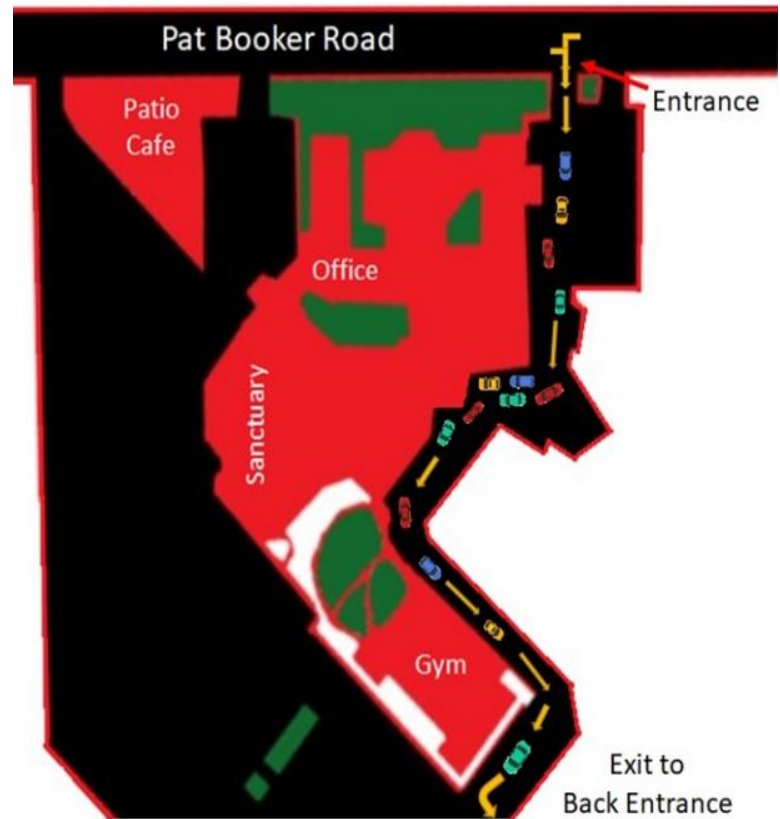 Pat Booker Road
Entrance
Patio
Cafe
Office
Sanctuary
Gym
Exit to
Back Entrance